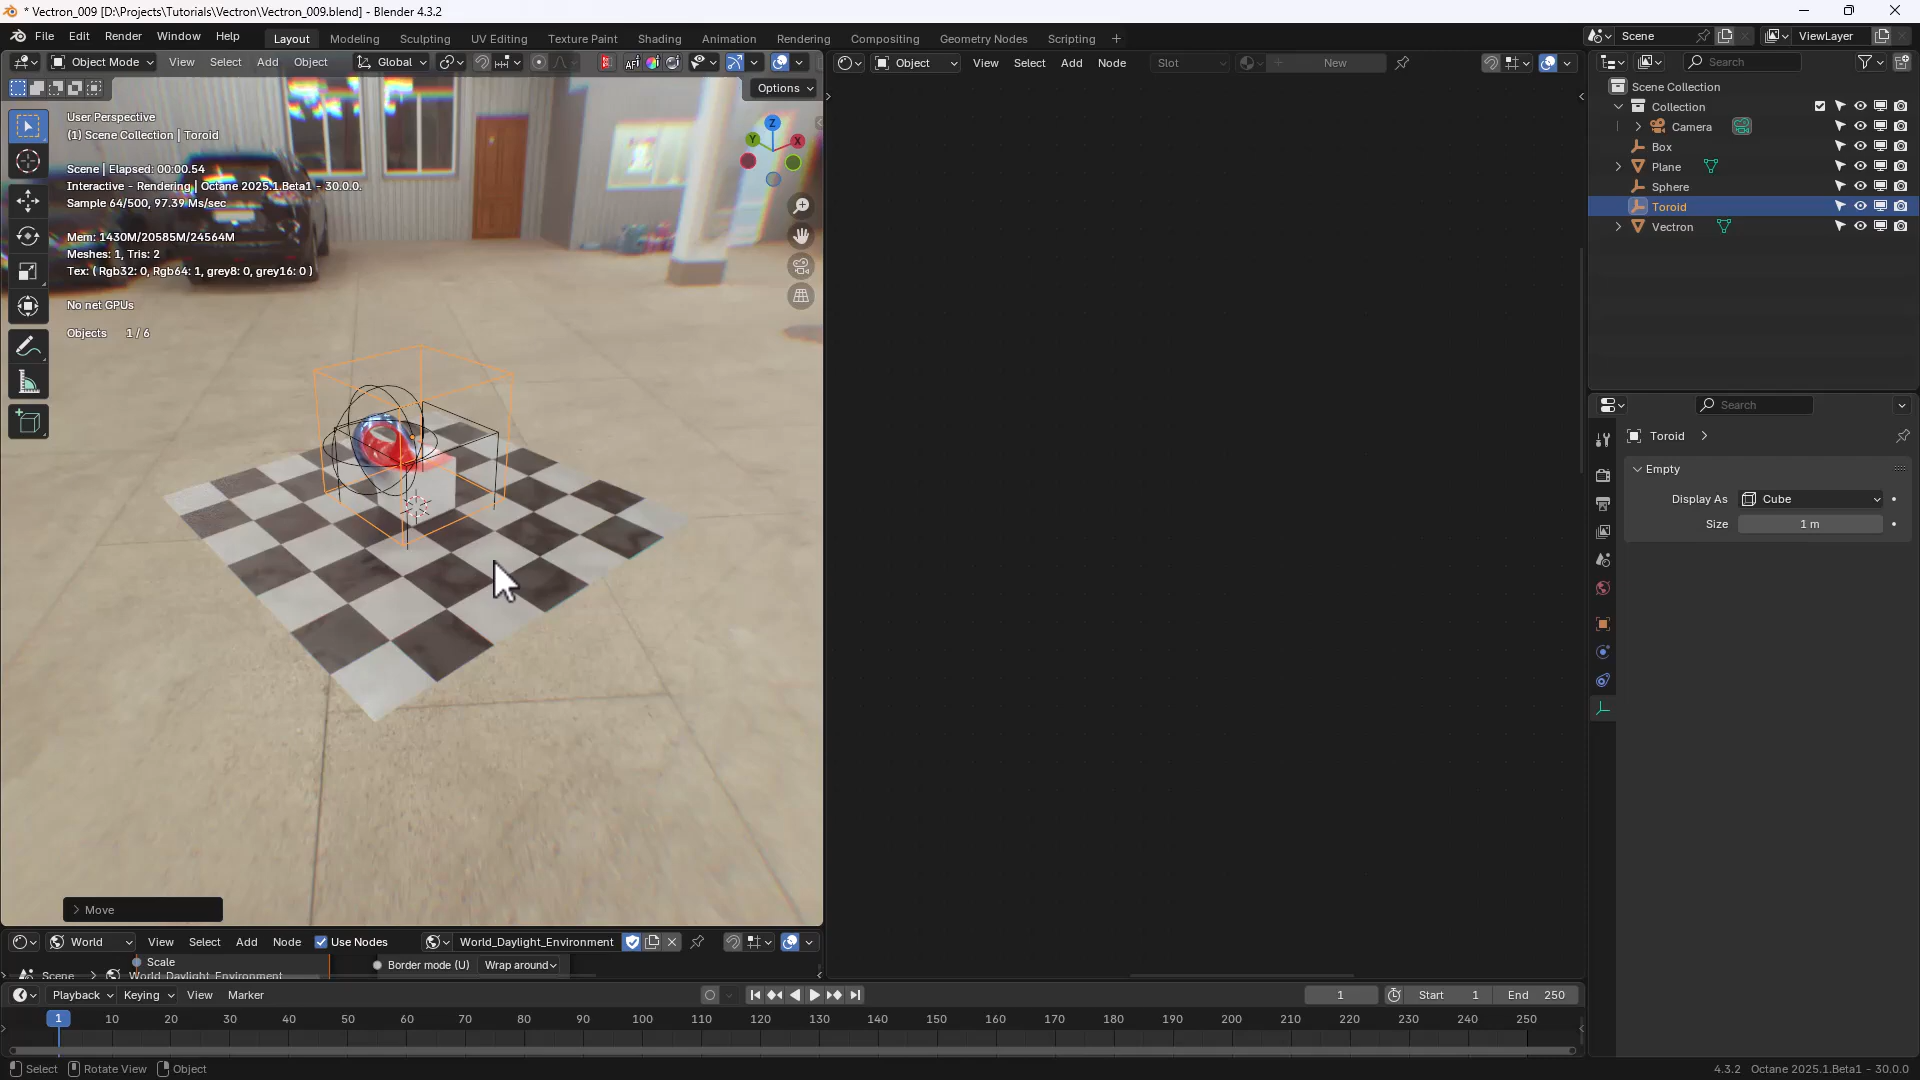 * Vectron_009 [D:\Projects\Tutorials\Vectron\Vectron_009.blend] - Blender 4.3.2
File Edit Render Window Help Layout Modeling Sculpting UV Editing Texture Paint Shading Animation Rendering Compositing Geometry Nodes Scripting + Scene ViewLayer
Object Mode View Select Add Object Global
Object View Select Add Node Slot New
Search
Options
User Perspective
(1) Scene Collection | Toroid
Scene | Elapsed: 00:00.54
Interactive - Rendering | Octane 2025.1.Beta1 - 30.0.0.
Sample 64/500, 97.39 Ms/sec
Mem: 1430M/20585M/24564M
Meshes: 1, Tris: 2
Tex: ( Rgb32: 0, Rgb64: 1, grey8: 0, grey16: 0 )
No net GPUs
Objects 1 / 6
Z
Y
X
Scene Collection
Collection
Camera
Box
Plane
Sphere
Toroid
Vectron
Search
Toroid
Empty
Display As Cube
Size 1 m
Move
World View Select Add Node Use Nodes World_Daylight_Environment
Scale
Border mode (U) Wrap around
Scene World_Daylight_Environment
Playback Keying View Marker 1 Start 1 End 250
1 10 20 30 40 50 60 70 80 90 100 110 120 130 140 150 160 170 180 190 200 210 220 230 240 250
Select Rotate View Object 4.3.2 Octane 2025.1.Beta1 - 30.0.0